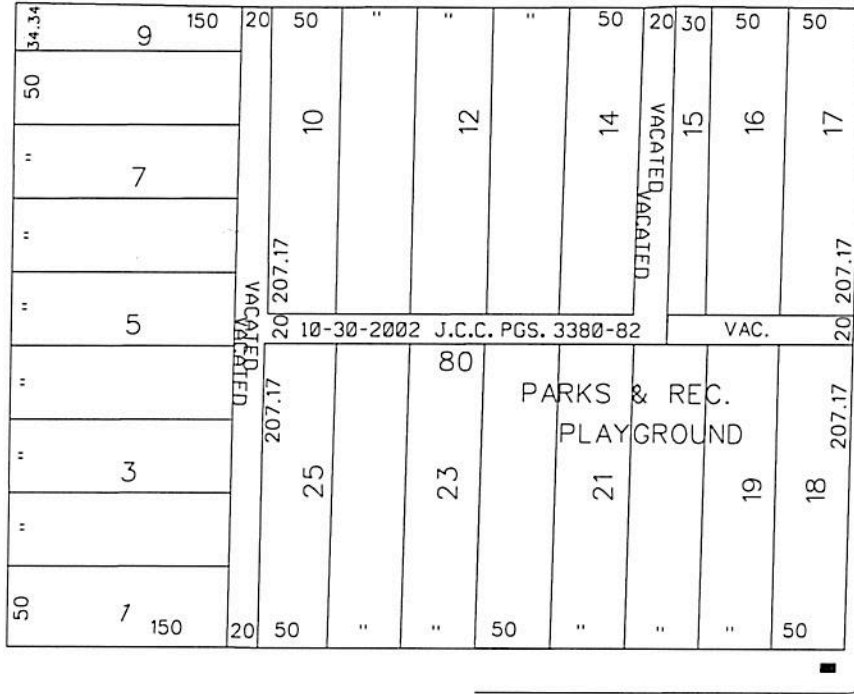 34.34 9 150 20 50 " " 50 20 30 50 50
50
10 12 14 15 16 17
VACATED
VACATED
" 7
"
207.17 207.17
" 5
VACATED
VACATED
20 10-30-2002 J.C.C. PGS. 3380-82 VAC. 20
80
"
207.17 PARKS & REC. 207.17
PLAYGROUND
" 3
25 23 21 19 18
"
50 1 150 20 50 " " 50 " " " 50